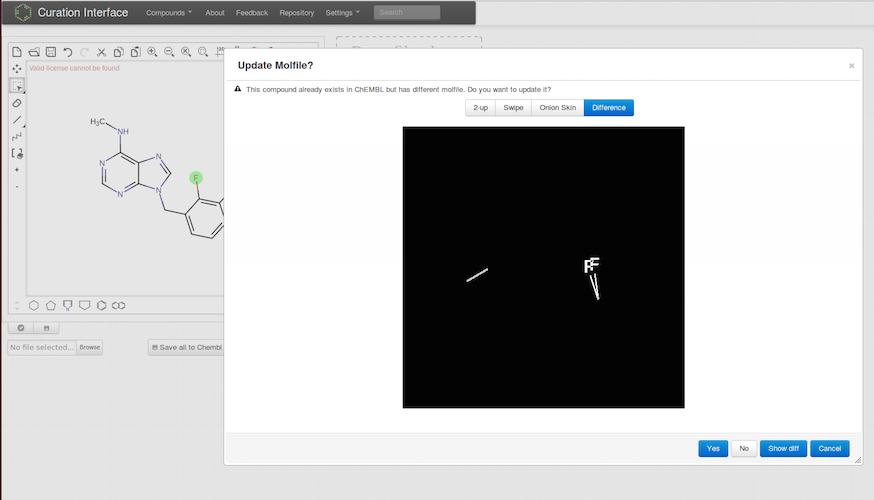 Curation Interface Compounds About Feedback Repository Settings Search
Valid license cannot be found
Update Molfile?
×
This compound already exists in ChEMBL but has different molfile. Do you want to update it?
2-up Swipe Onion Skin Difference
H₃C
NH
N
N
N
N
F
F
F
No file selected... Browse
Save all to Chembl
Yes No Show diff Cancel